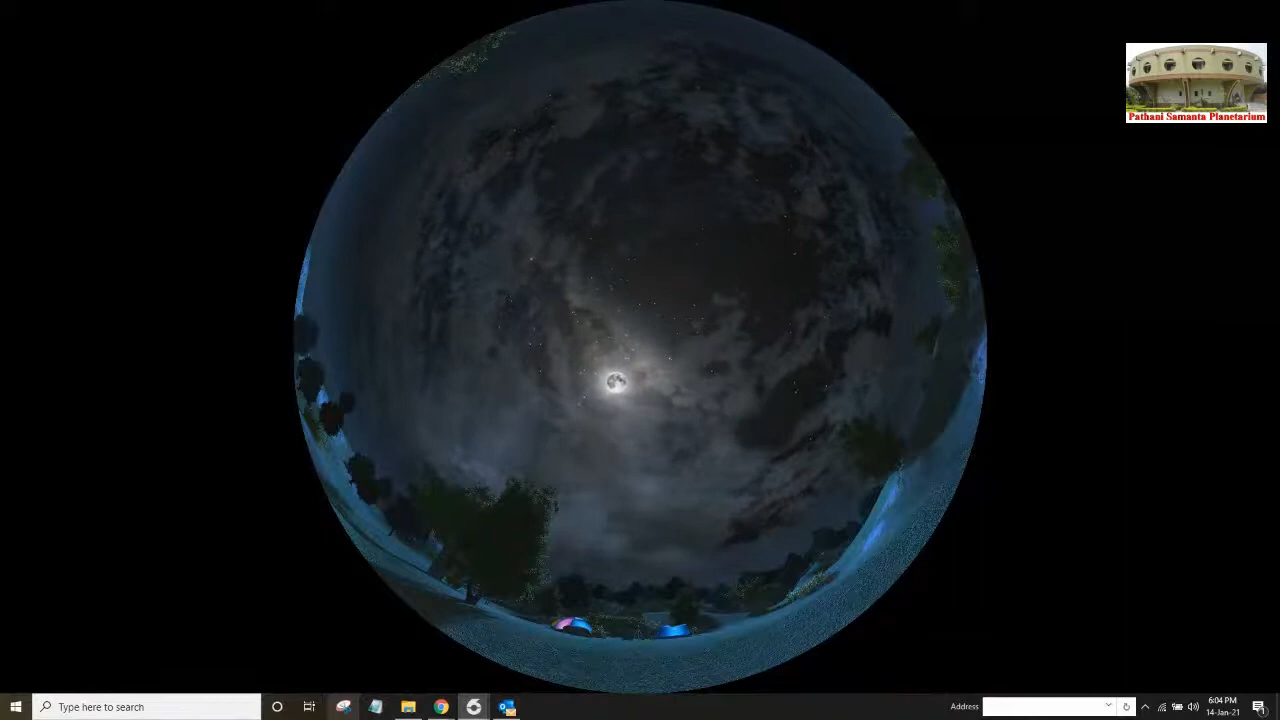 Pathani Samanta Planetarium
Type here to search
Address
6:04 PM
14-Jan-21